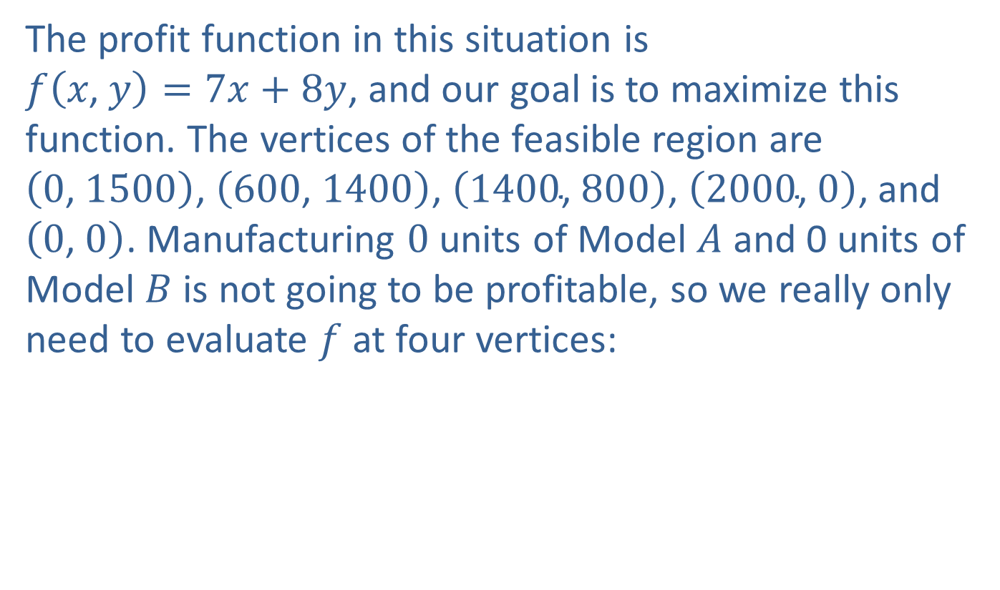 The profit function in this situation is
f(x, y) = 7x + 8y, and our goal is to maximize this
function. The vertices of the feasible region are
(0, 1500), (600, 1400), (1400, 800), (2000, 0), and
(0, 0). Manufacturing 0 units of Model A and 0 units of
Model B is not going to be profitable, so we really only
need to evaluate f at four vertices: